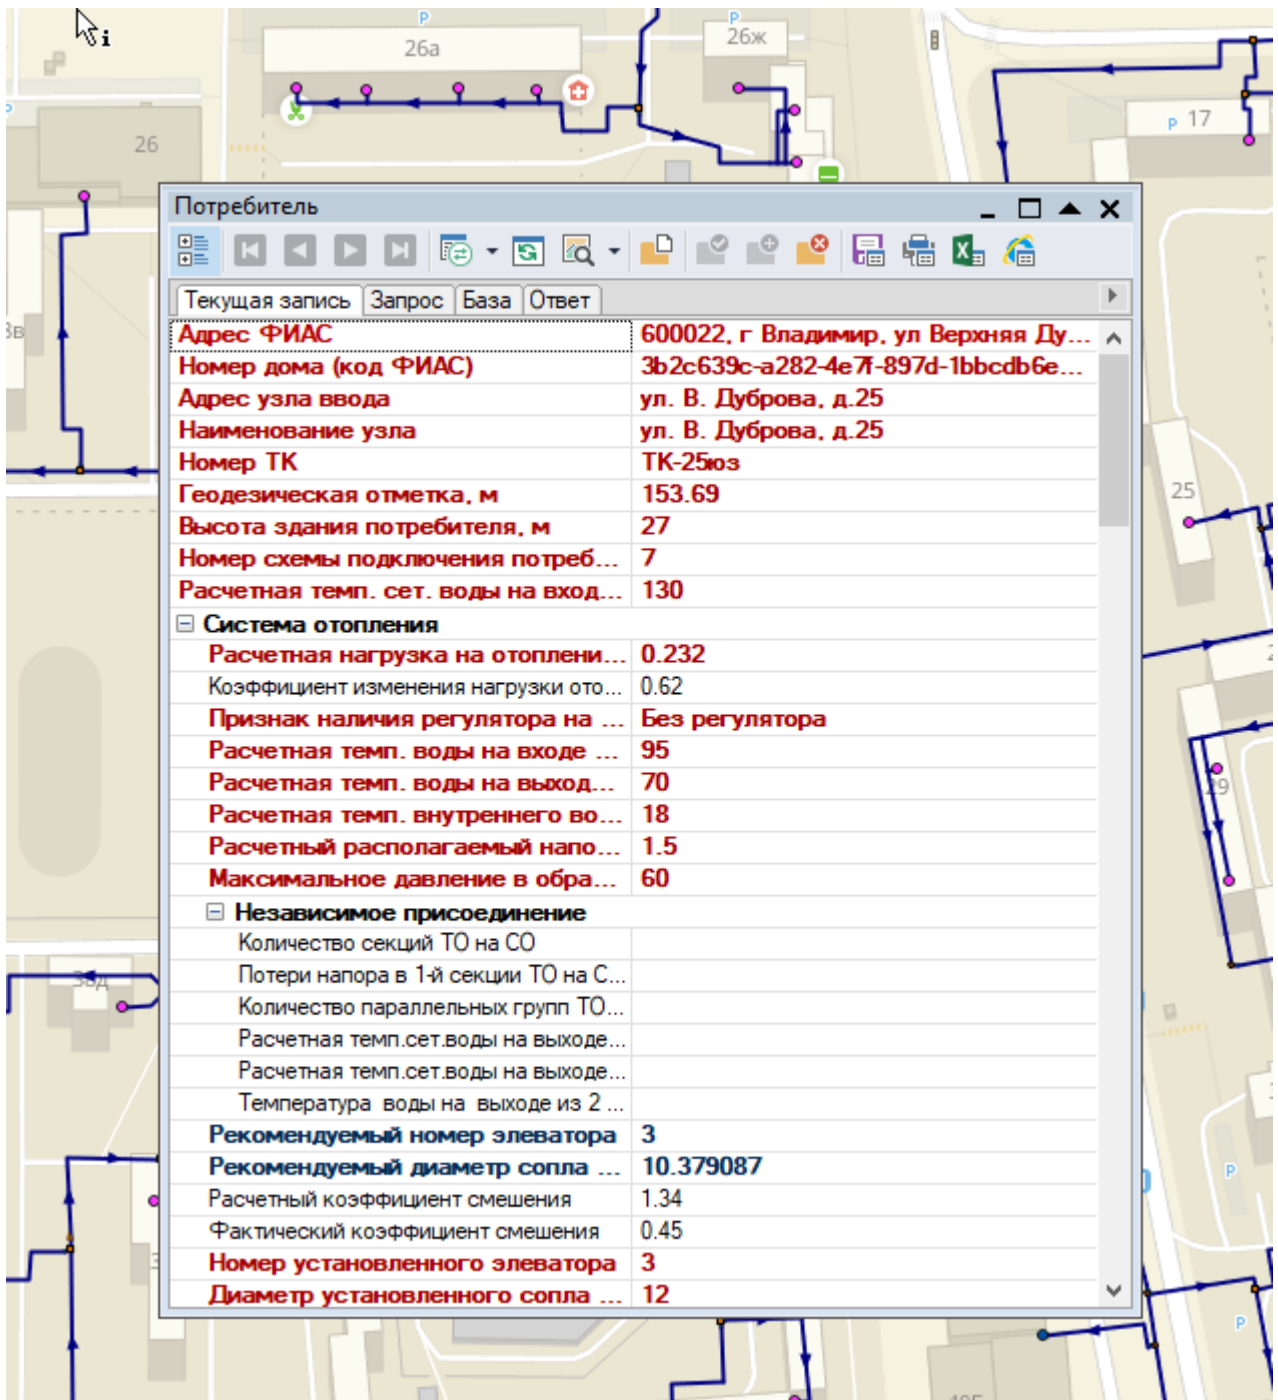 P
P
26а
26ж
26
P 17
Потребитель
Текущая запись Запрос База Ответ
Адрес ФИАС 600022, г Владимир, ул Верхняя Ду...
Номер дома (код ФИАС) 3b2c639c-a282-4e7f-897d-1bbcdb6e...
Адрес узла ввода ул. В. Дуброва, д.25
Наименование узла ул. В. Дуброва, д.25
Номер ТК ТК-25юз
Геодезическая отметка, м 153.69
Высота здания потребителя, м 27
Номер схемы подключения потреб... 7
Расчетная темп. сет. воды на вход... 130
Система отопления
Расчетная нагрузка на отоплени... 0.232
Коэффициент изменения нагрузки ото... 0.62
Признак наличия регулятора на ... Без регулятора
Расчетная темп. воды на входе ... 95
Расчетная темп. воды на выход... 70
Расчетная темп. внутреннего во... 18
Расчетный располагаемый напо... 1.5
Максимальное давление в обра... 60
Независимое присоединение
Количество секций ТО на СО
Потери напора в 1-й секции ТО на С...
Количество параллельных групп ТО...
Расчетная темп.сет.воды на выходе...
Расчетная темп.сет.воды на выходе...
Температура воды на выходе из 2 ...
Рекомендуемый номер элеватора 3
Рекомендуемый диаметр сопла ... 10.379087
Расчетный коэффициент смешения 1.34
Фактический коэффициент смешения 0.45
Номер установленного элеватора 3
Диаметр установленного сопла ... 12
25
29
P
P